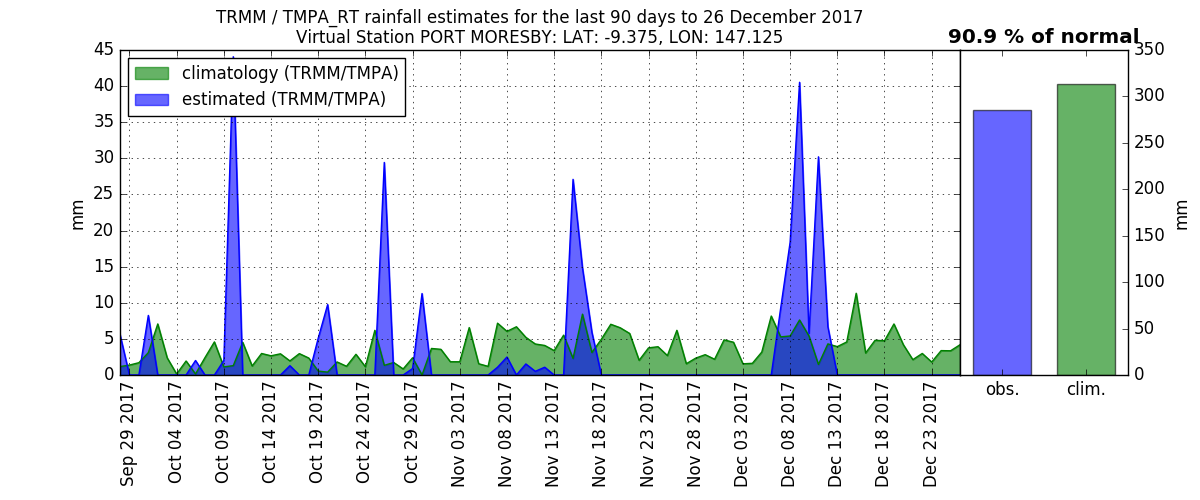 TRMM / TMPA_RT rainfall estimates for the last 90 days to 26 December 2017
Virtual Station PORT MORESBY: LAT: -9.375, LON: 147.125
90.9 % of normal
climatology (TRMM/TMPA)
estimated (TRMM/TMPA)
mm
45
40
35
30
25
20
15
10
5
0
Sep 29 2017
Oct 04 2017
Oct 09 2017
Oct 14 2017
Oct 19 2017
Oct 24 2017
Oct 29 2017
Nov 03 2017
Nov 08 2017
Nov 13 2017
Nov 18 2017
Nov 23 2017
Nov 28 2017
Dec 03 2017
Dec 08 2017
Dec 13 2017
Dec 18 2017
Dec 23 2017
350
300
250
200
150
100
50
0
mm
obs.
clim.